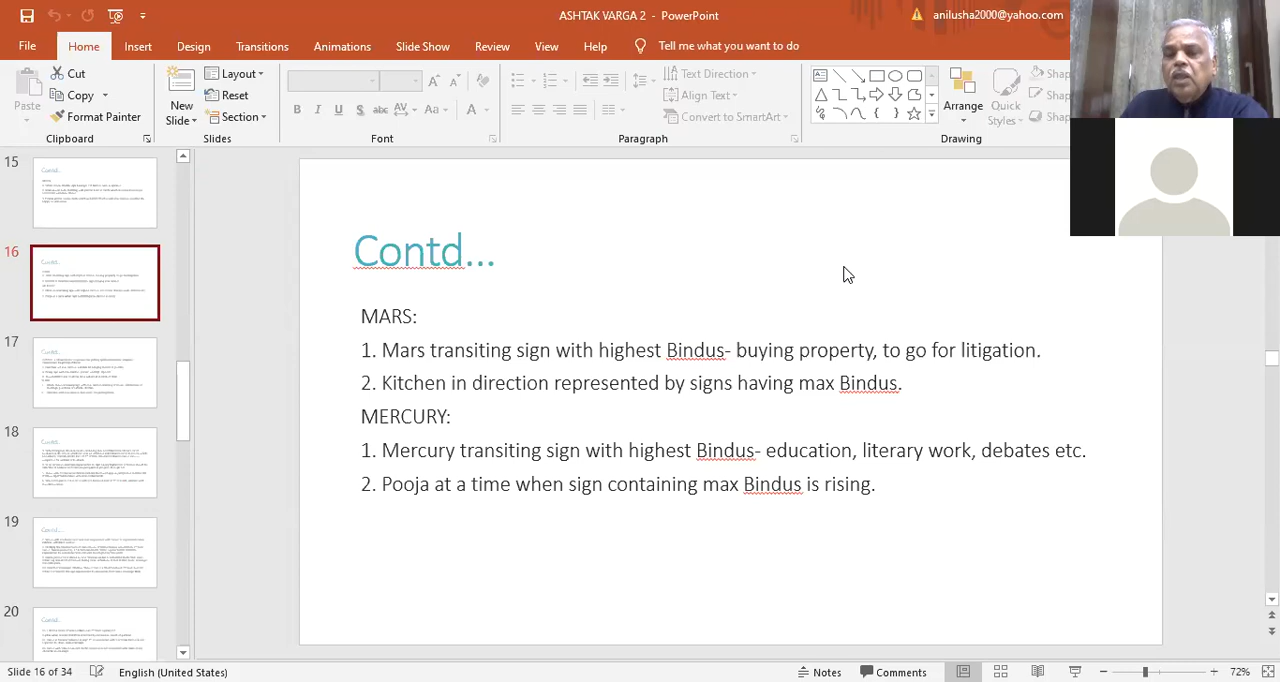 ASHTAK VARGA 2 - PowerPoint
anilusha2000@yahoo.com
File Home Insert Design Transitions Animations Slide Show Review View Help Tell me what you want to do
Paste
Cut
Copy
Format Painter
Clipboard
New Slide
Layout
Reset
Section
Slides
Font
B I U S abc AV Aa A
Text Direction
Align Text
Convert to SmartArt
Paragraph
Arrange
Quick Styles
Drawing
15
16
17
18
19
20
Contd...
MARS:
1. Mars transiting sign with highest Bindus- buying property, to go for litigation.
2. Kitchen in direction represented by signs having max Bindus.
MERCURY:
1. Mercury transiting sign with highest Bindus- education, literary work, debates etc.
2. Pooja at a time when sign containing max Bindus is rising.
Slide 16 of 34 English (United States) Notes Comments 72%